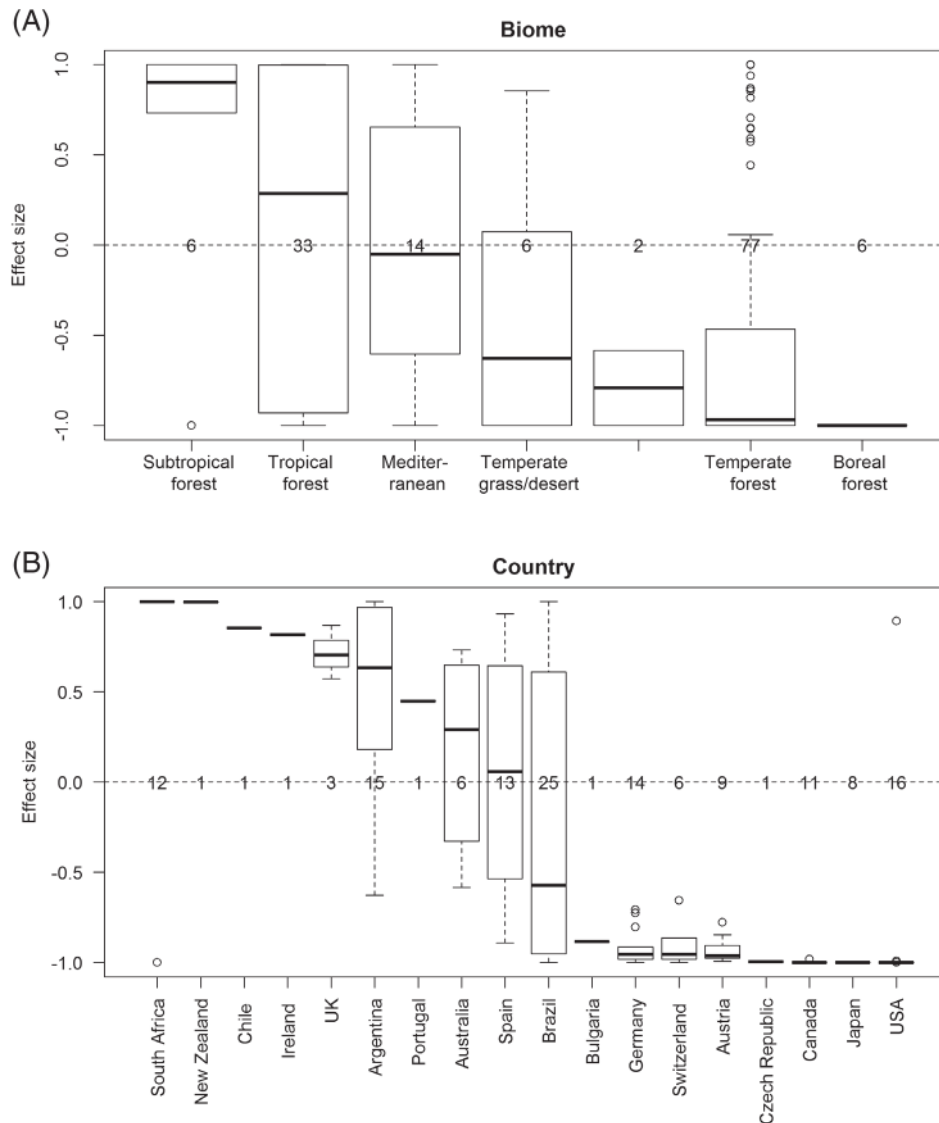 (A)
Biome
1.0
0.5
0.0
-0.5
-1.0
Effect size
6 33 14 6 2 77 6
Subtropical Tropical Mediter- Temperate Temperate Boreal
forest forest ranean grass/desert forest forest
(B)
Country
1.0
0.5
0.0
-0.5
-1.0
Effect size
12 1 1 1 3 15 1 6 13 25 1 14 6 9 1 11 8 16
South Africa
New Zealand
Chile
Ireland
UK
Argentina
Portugal
Australia
Spain
Brazil
Bulgaria
Germany
Switzerland
Austria
Czech Republic
Canada
Japan
USA